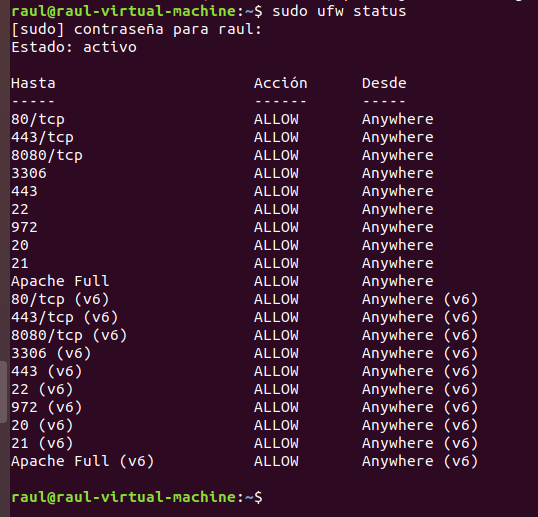 raul@raul-virtual-machine:~$ sudo ufw status
[sudo] contraseña para raul:
Estado: activo
Hasta Acción Desde
----- ------ -----
80/tcp ALLOW Anywhere
443/tcp ALLOW Anywhere
8080/tcp ALLOW Anywhere
3306 ALLOW Anywhere
443 ALLOW Anywhere
22 ALLOW Anywhere
972 ALLOW Anywhere
20 ALLOW Anywhere
21 ALLOW Anywhere
Apache Full ALLOW Anywhere
80/tcp (v6) ALLOW Anywhere (v6)
443/tcp (v6) ALLOW Anywhere (v6)
8080/tcp (v6) ALLOW Anywhere (v6)
3306 (v6) ALLOW Anywhere (v6)
443 (v6) ALLOW Anywhere (v6)
22 (v6) ALLOW Anywhere (v6)
972 (v6) ALLOW Anywhere (v6)
20 (v6) ALLOW Anywhere (v6)
21 (v6) ALLOW Anywhere (v6)
Apache Full (v6) ALLOW Anywhere (v6)
raul@raul-virtual-machine:~$